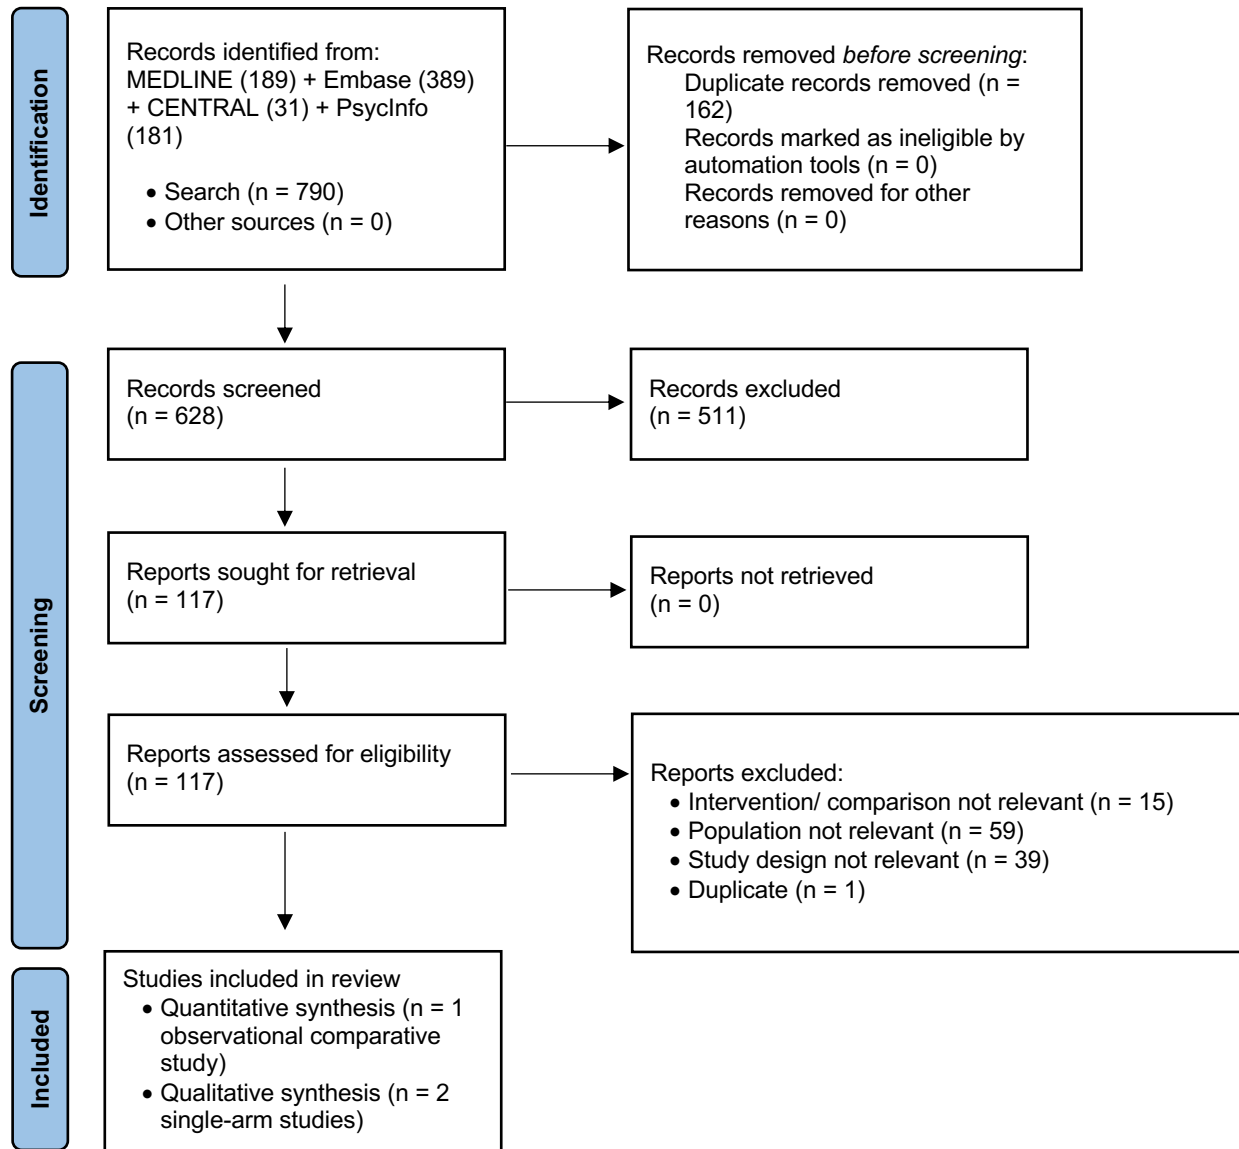 Identification
Records identified from:
MEDLINE (189) + Embase (389)
+ CENTRAL (31) + PsycInfo
(181)
• Search (n = 790)
• Other sources (n = 0)
Records removed before screening:
Duplicate records removed (n =
162)
Records marked as ineligible by
automation tools (n = 0)
Records removed for other
reasons (n = 0)
Screening
Records screened
(n = 628)
Records excluded
(n = 511)
Reports sought for retrieval
(n = 117)
Reports not retrieved
(n = 0)
Reports assessed for eligibility
(n = 117)
Reports excluded:
• Intervention/ comparison not relevant (n = 15)
• Population not relevant (n = 59)
• Study design not relevant (n = 39)
• Duplicate (n = 1)
Included
Studies included in review
• Quantitative synthesis (n = 1
observational comparative
study)
• Qualitative synthesis (n = 2
single-arm studies)